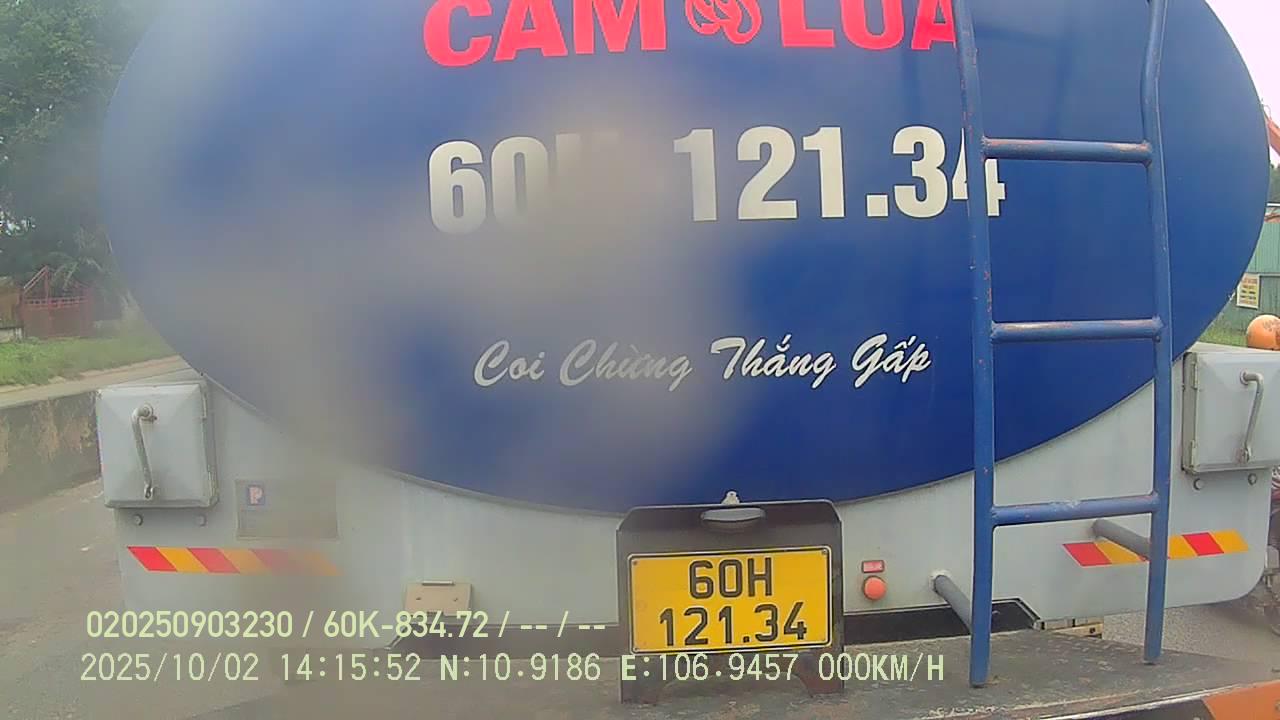 CAM LUA
60H 121.34
Coi Chừng Thắng Gấp
60H
121.34
020250903230 / 60K-834.72 / -- / --
2025/10/02 14:15:52 N:10.9186 E:106.9457 000KM/H